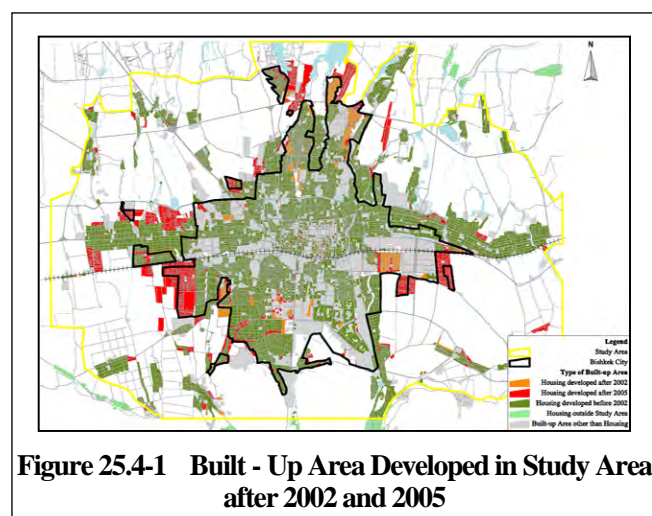 N
Legend
Study Area
Bishkek City
Type of Built-up Area
Housing developed after 2002
Housing developed after 2005
Housing developed before 2002
Housing outside Study Area
Built-up Area other than Housing
Figure 25.4-1 Built - Up Area Developed in Study Area
after 2002 and 2005